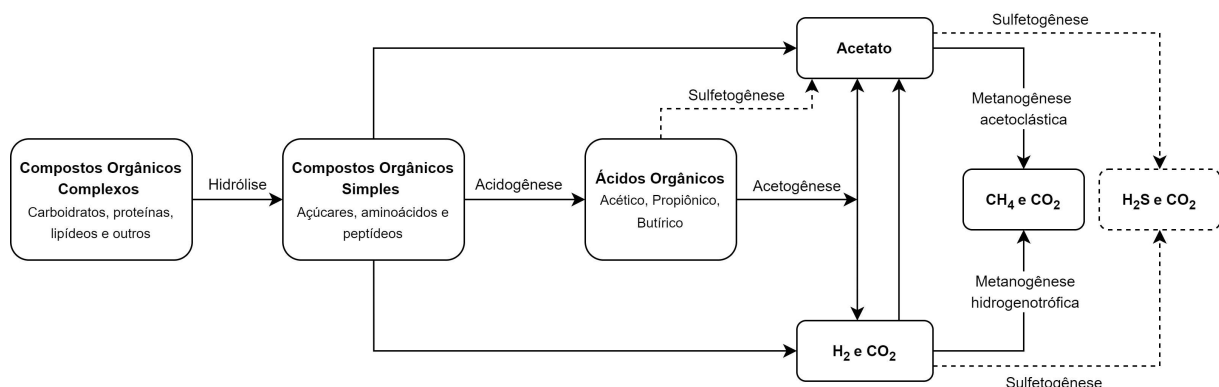 Sulfetogênese
Acetato
Sulfetogênese
Metanogênese
acetoclástica
Compostos Orgânicos
Complexos
Carboidratos, proteínas,
lipídeos e outros
Hidrólise
Compostos Orgânicos
Simples
Açúcares, aminoácidos e
peptídeos
Acidogênese
Ácidos Orgânicos
Acético, Propiônico,
Butírico
Acetogênese
CH₄ e CO₂
H₂S e CO₂
Metanogênese
hidrogenotrófica
H₂ e CO₂
Sulfetogênese